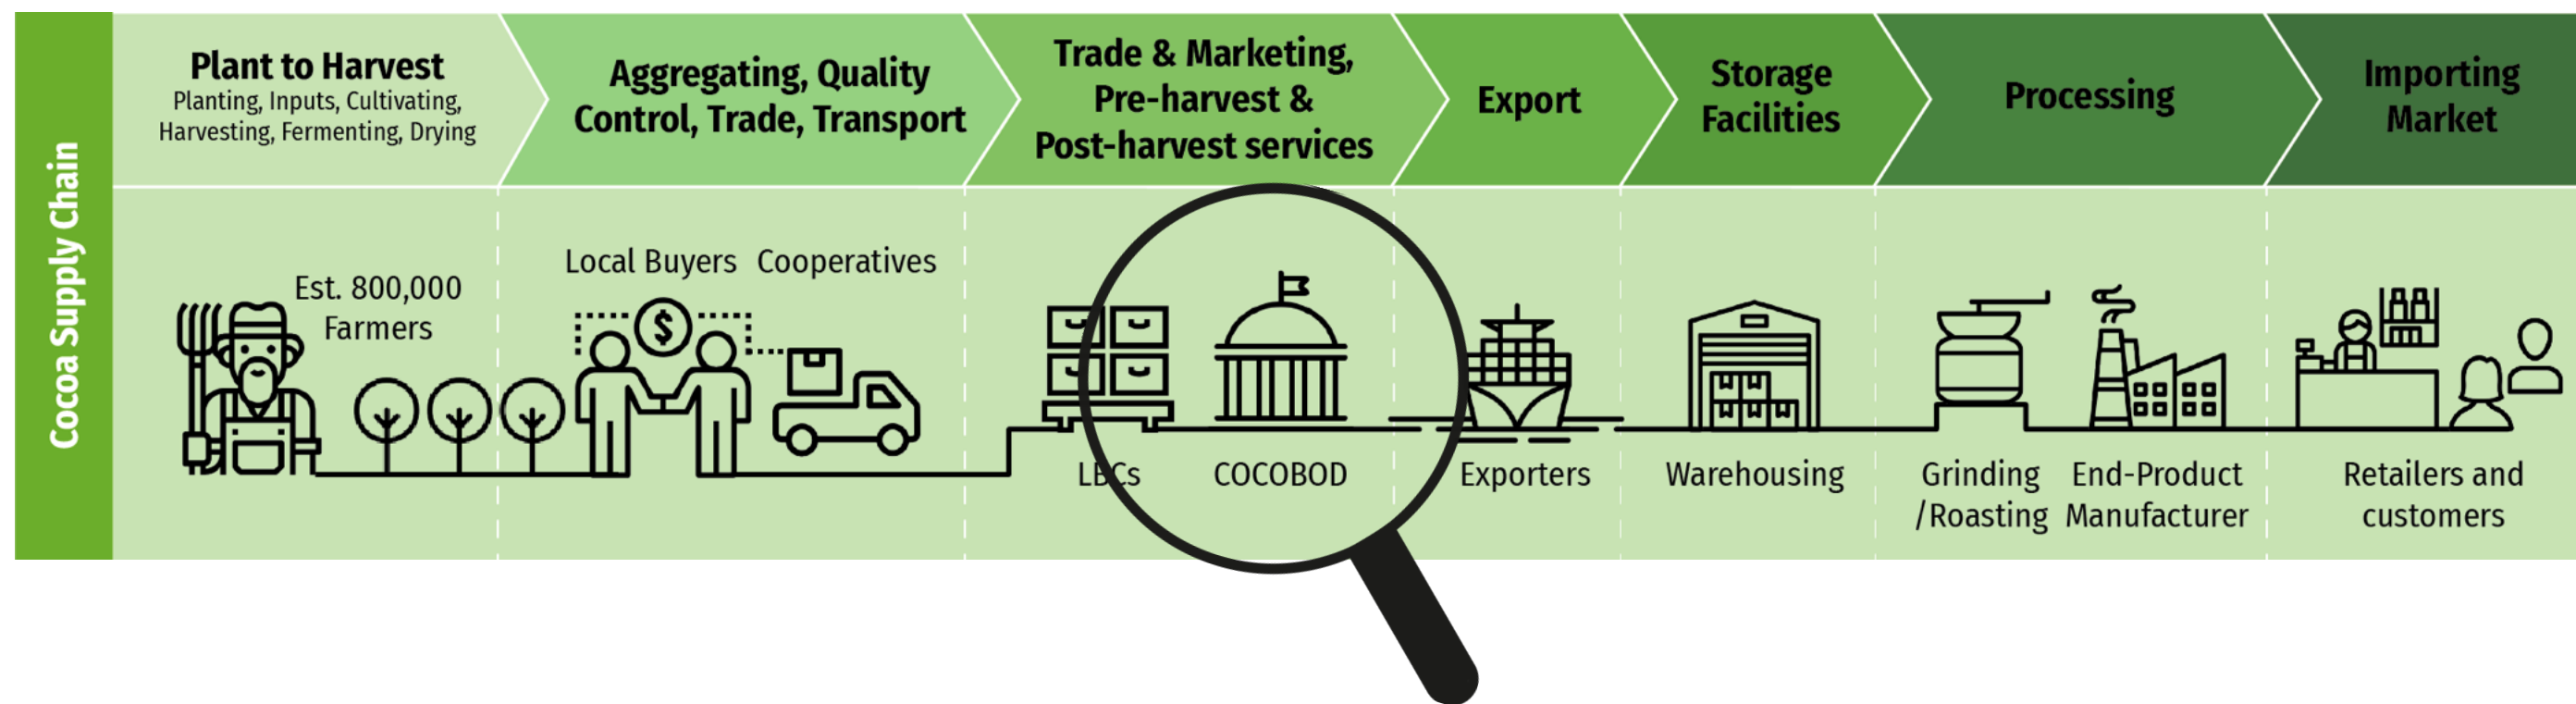 Cocoa Supply Chain
Plant to Harvest
Planting, Inputs, Cultivating,
Harvesting, Fermenting, Drying
Aggregating, Quality
Control, Trade, Transport
Trade & Marketing,
Pre-harvest &
Post-harvest services
Export
Storage
Facilities
Processing
Importing
Market
Est. 800,000
Farmers
Local Buyers
Cooperatives
$
LBCs
COCOBOD
Exporters
Warehousing
Grinding
/Roasting
End-Product
Manufacturer
Retailers and
customers